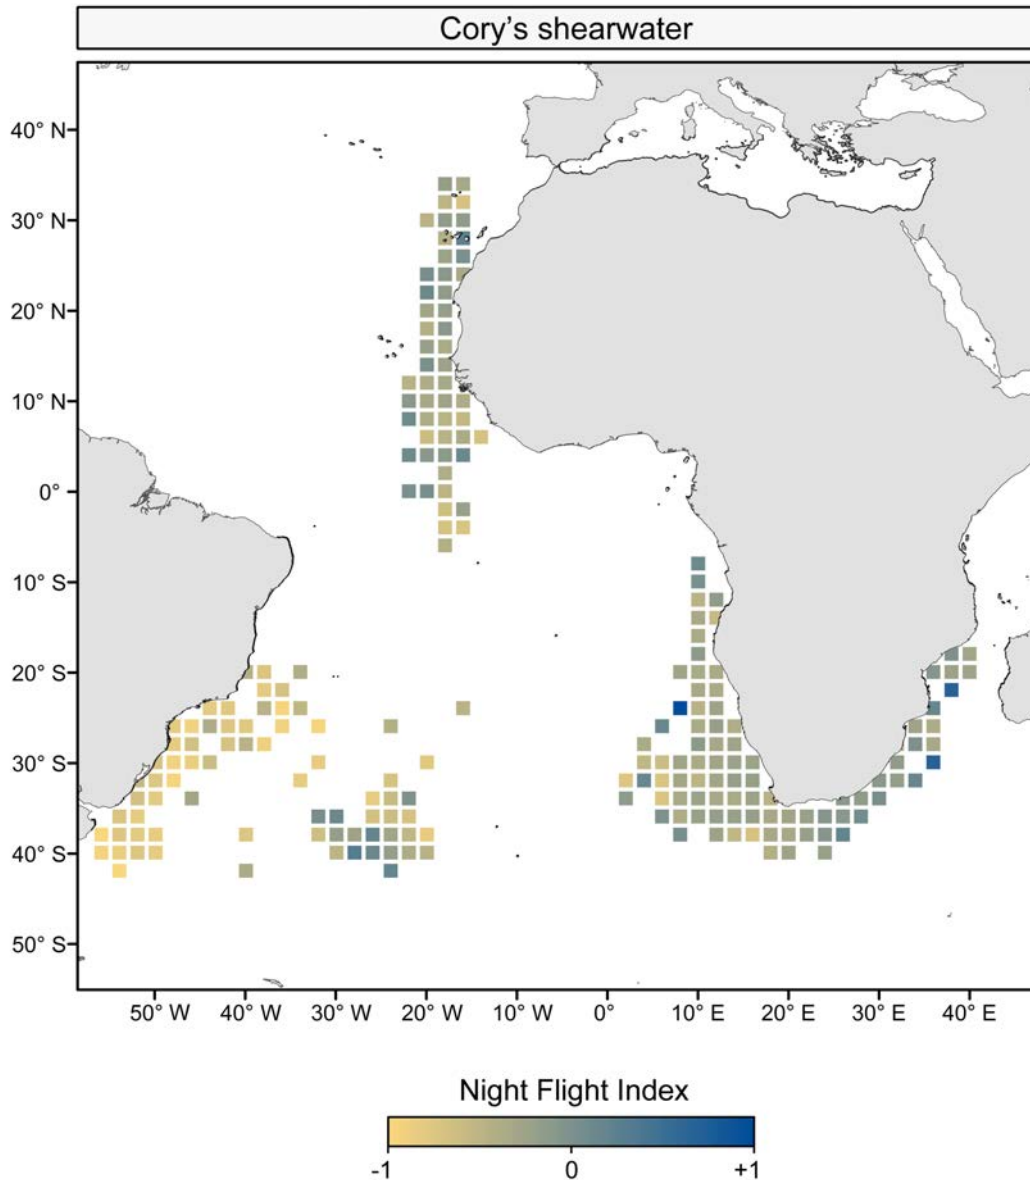 Cory’s shearwater
40° N
30° N
20° N
10° N
0°
10° S
20° S
30° S
40° S
50° S
50° W 40° W 30° W 20° W 10° W 0° 10° E 20° E 30° E 40° E
Night Flight Index
-1 0 +1